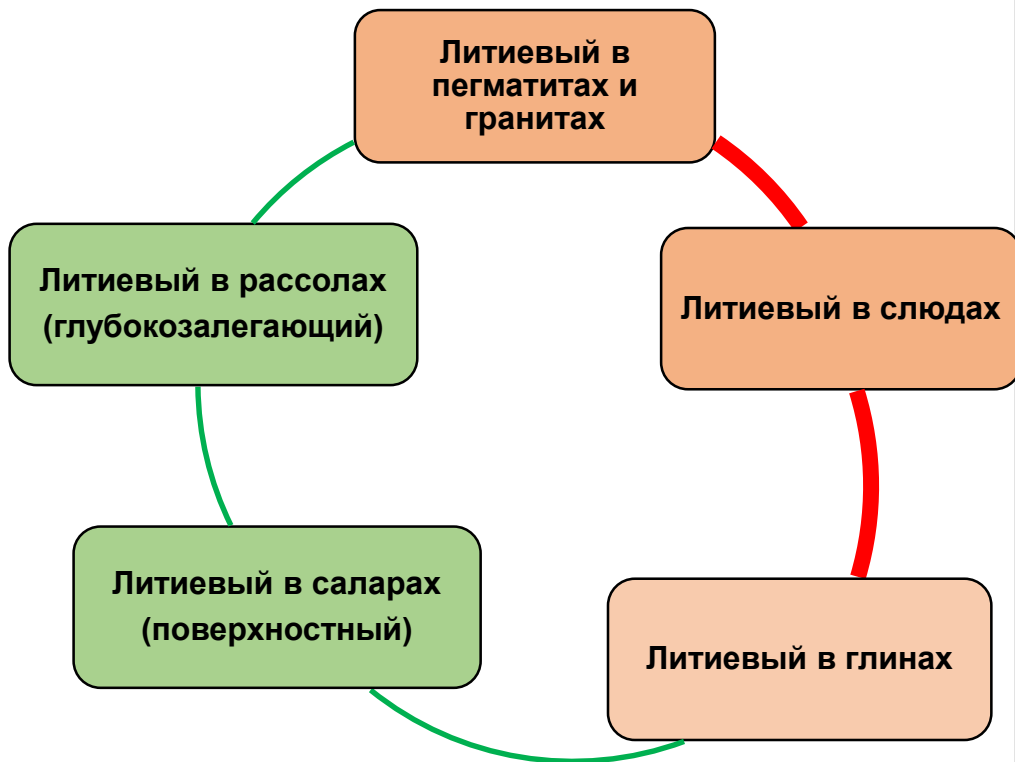 Литиевый в
пегматитах и
гранитах
Литиевый в рассолах
(глубокозалегающий)
Литиевый в слюдах
Литиевый в саларах
(поверхностный)
Литиевый в глинах